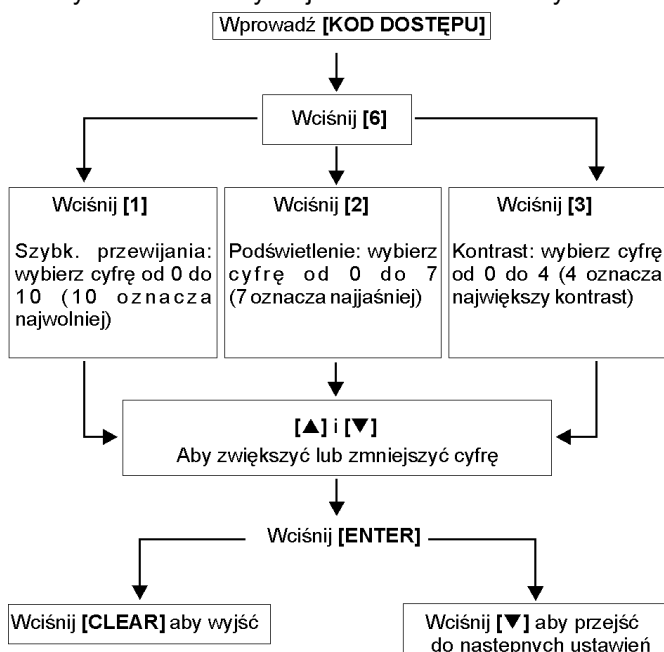 Wprowadź [KOD DOSTĘPU]
Wciśnij [6]
Wciśnij [1]
Szybk. przewijania:
wybierz cyfrę od 0 do
10 (10 oznacza
najwolniej)
Wciśnij [2]
Podświetlenie: wybierz
cyfrę od 0 do 7
(7 oznacza najjaśniej)
Wciśnij [3]
Kontrast: wybierz cyfrę
od 0 do 4 (4 oznacza
największy kontrast)
[▲] i [▼]
Aby zwiększyć lub zmniejszyć cyfrę
Wciśnij [ENTER]
Wciśnij [CLEAR] aby wyjść
Wciśnij [▼] aby przejść
do następnych ustawień